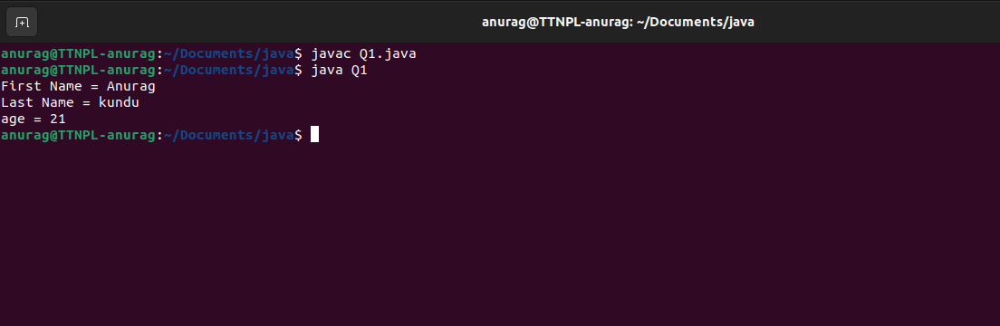 anurag@TTNPL-anurag: ~/Documents/java
anurag@TTNPL-anurag:~/Documents/java$ javac Q1.java
anurag@TTNPL-anurag:~/Documents/java$ java Q1
First Name = Anurag
Last Name = kundu
age = 21
anurag@TTNPL-anurag:~/Documents/java$